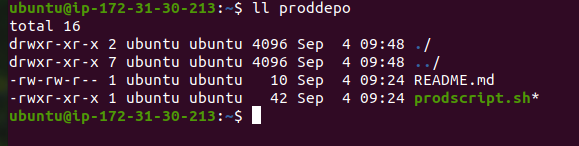 ubuntu@ip-172-31-30-213:~$ ll proddepo
total 16
drwxr-xr-x 2 ubuntu ubuntu 4096 Sep  4 09:48 ./
drwxr-xr-x 7 ubuntu ubuntu 4096 Sep  4 09:48 ../
-rw-rw-r-- 1 ubuntu ubuntu   10 Sep  4 09:24 README.md
-rwxr-xr-x 1 ubuntu ubuntu   42 Sep  4 09:24 prodscript.sh*
ubuntu@ip-172-31-30-213:~$